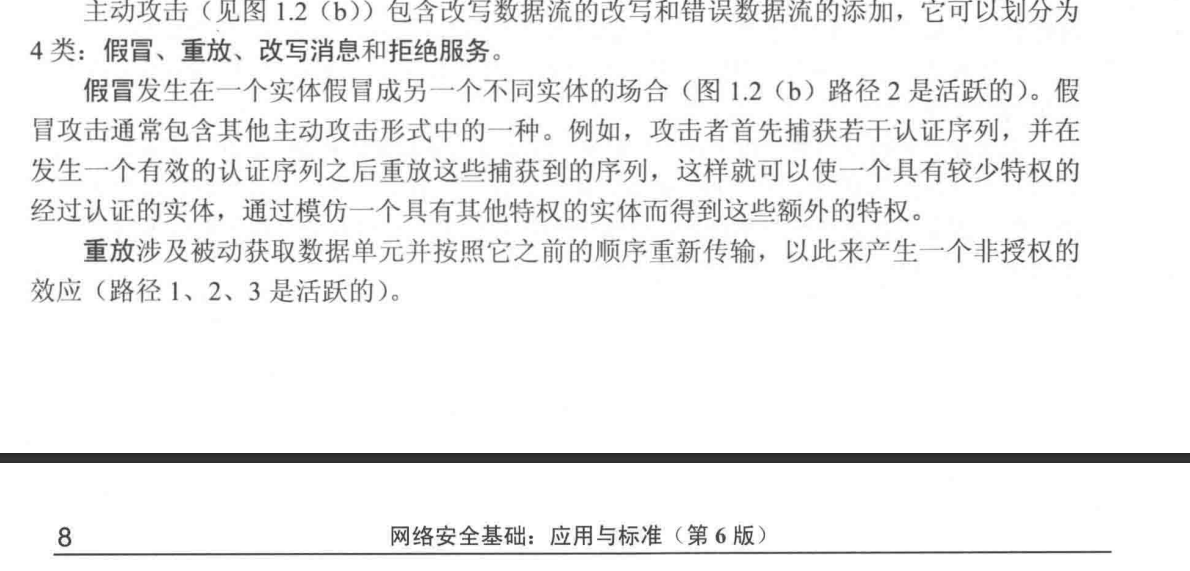 主动攻击（见图 1.2（b））包含改写数据流的改写和错误数据流的添加，它可以划分为
4 类：假冒、重放、改写消息和拒绝服务。
假冒发生在一个实体假冒成另一个不同实体的场合（图 1.2（b）路径 2 是活跃的）。假
冒攻击通常包含其他主动攻击形式中的一种。例如，攻击者首先捕获若干认证序列，并在
发生一个有效的认证序列之后重放这些捕获到的序列，这样就可以使一个具有较少特权的
经过认证的实体，通过模仿一个具有其他特权的实体而得到这些额外的特权。
重放涉及被动获取数据单元并按照它之前的顺序重新传输，以此来产生一个非授权的
效应（路径 1、2、3 是活跃的）。
8 网络安全基础：应用与标准（第 6 版）